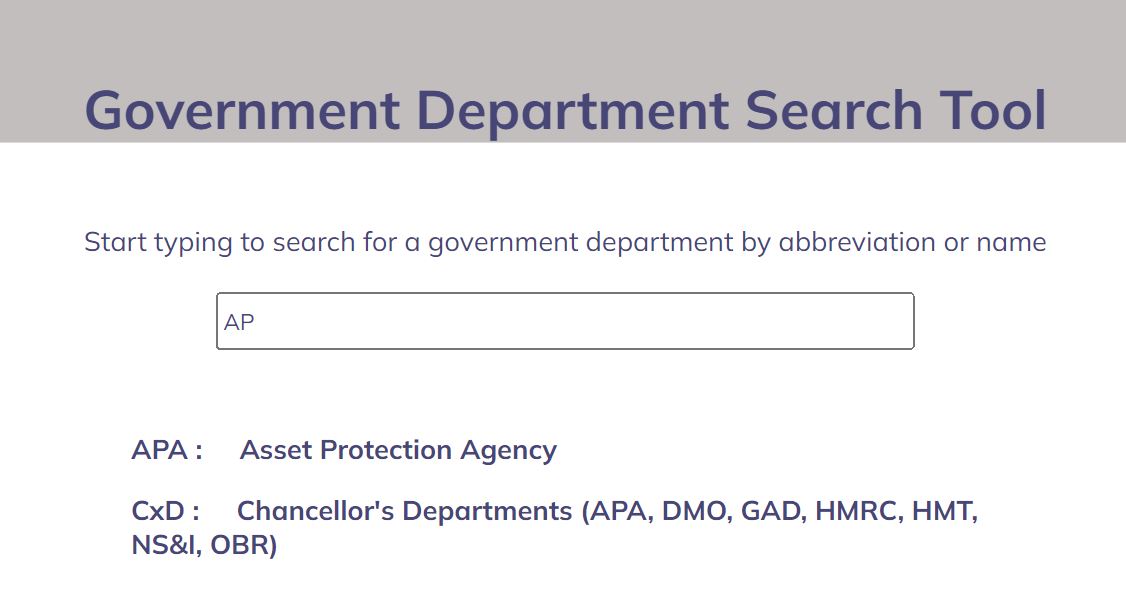 Government Department Search Tool
Start typing to search for a government department by abbreviation or name
AP
APA : Asset Protection Agency
CxD : Chancellor's Departments (APA, DMO, GAD, HMRC, HMT,
NS&I, OBR)